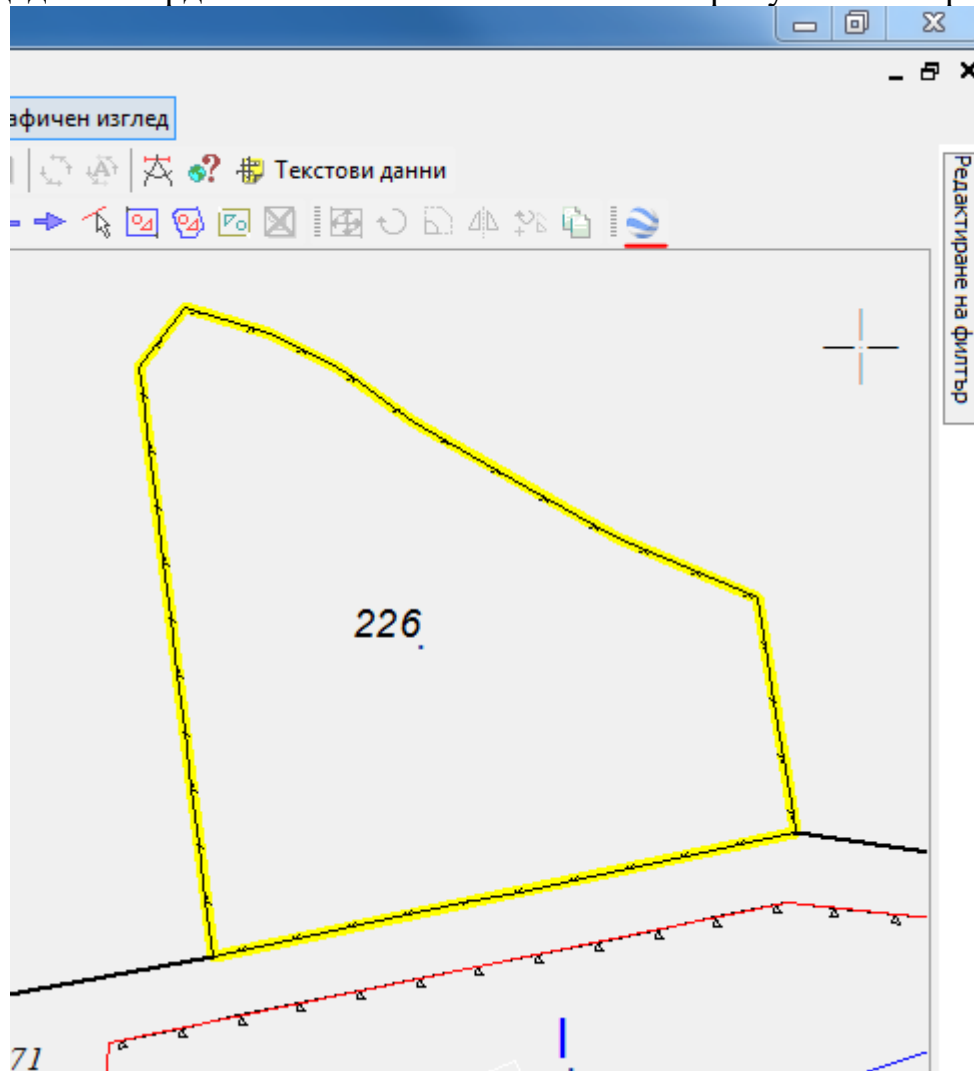 афичен изглед
Текстови данни
Редактиране на филтър
226
71